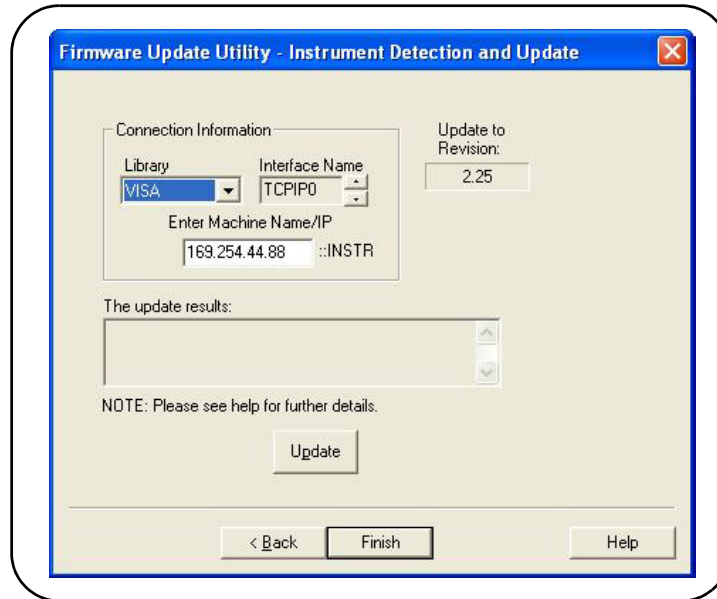 Firmware Update Utility - Instrument Detection and Update
Connection Information
Library
Interface Name
VISA
TCPIP0
Enter Machine Name/IP
169.254.44.88 ::INSTR
Update to
Revision:
2.25
The update results:
NOTE: Please see help for further details.
Update
< Back
Finish
Help